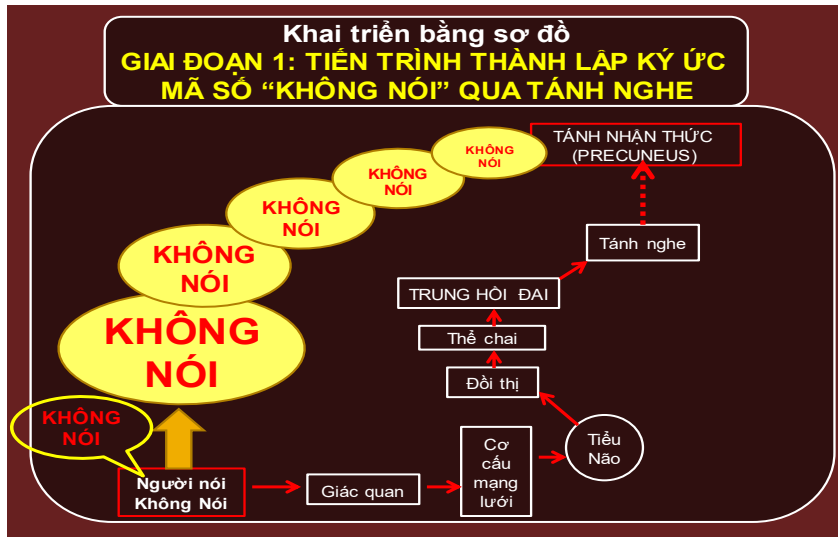 Khai triển bằng sơ đồ
GIAI ĐOẠN 1: TIẾN TRÌNH THÀNH LẬP KÝ ỨC
MÃ SỐ “KHÔNG NÓI” QUA TÁNH NGHE
TÁNH NHẬN THỨC
(PRECUNEUS)
KHÔNG
NÓI
KHÔNG
NÓI
KHÔNG
NÓI
KHÔNG
NÓI
KHÔNG
NÓI
KHÔNG
NÓI
Tánh nghe
TRUNG HỒI ĐAI
Thể chai
Đồi thị
Tiểu
Não
Cơ
cấu
mạng
lưới
Giác quan
Người nói
Không Nói